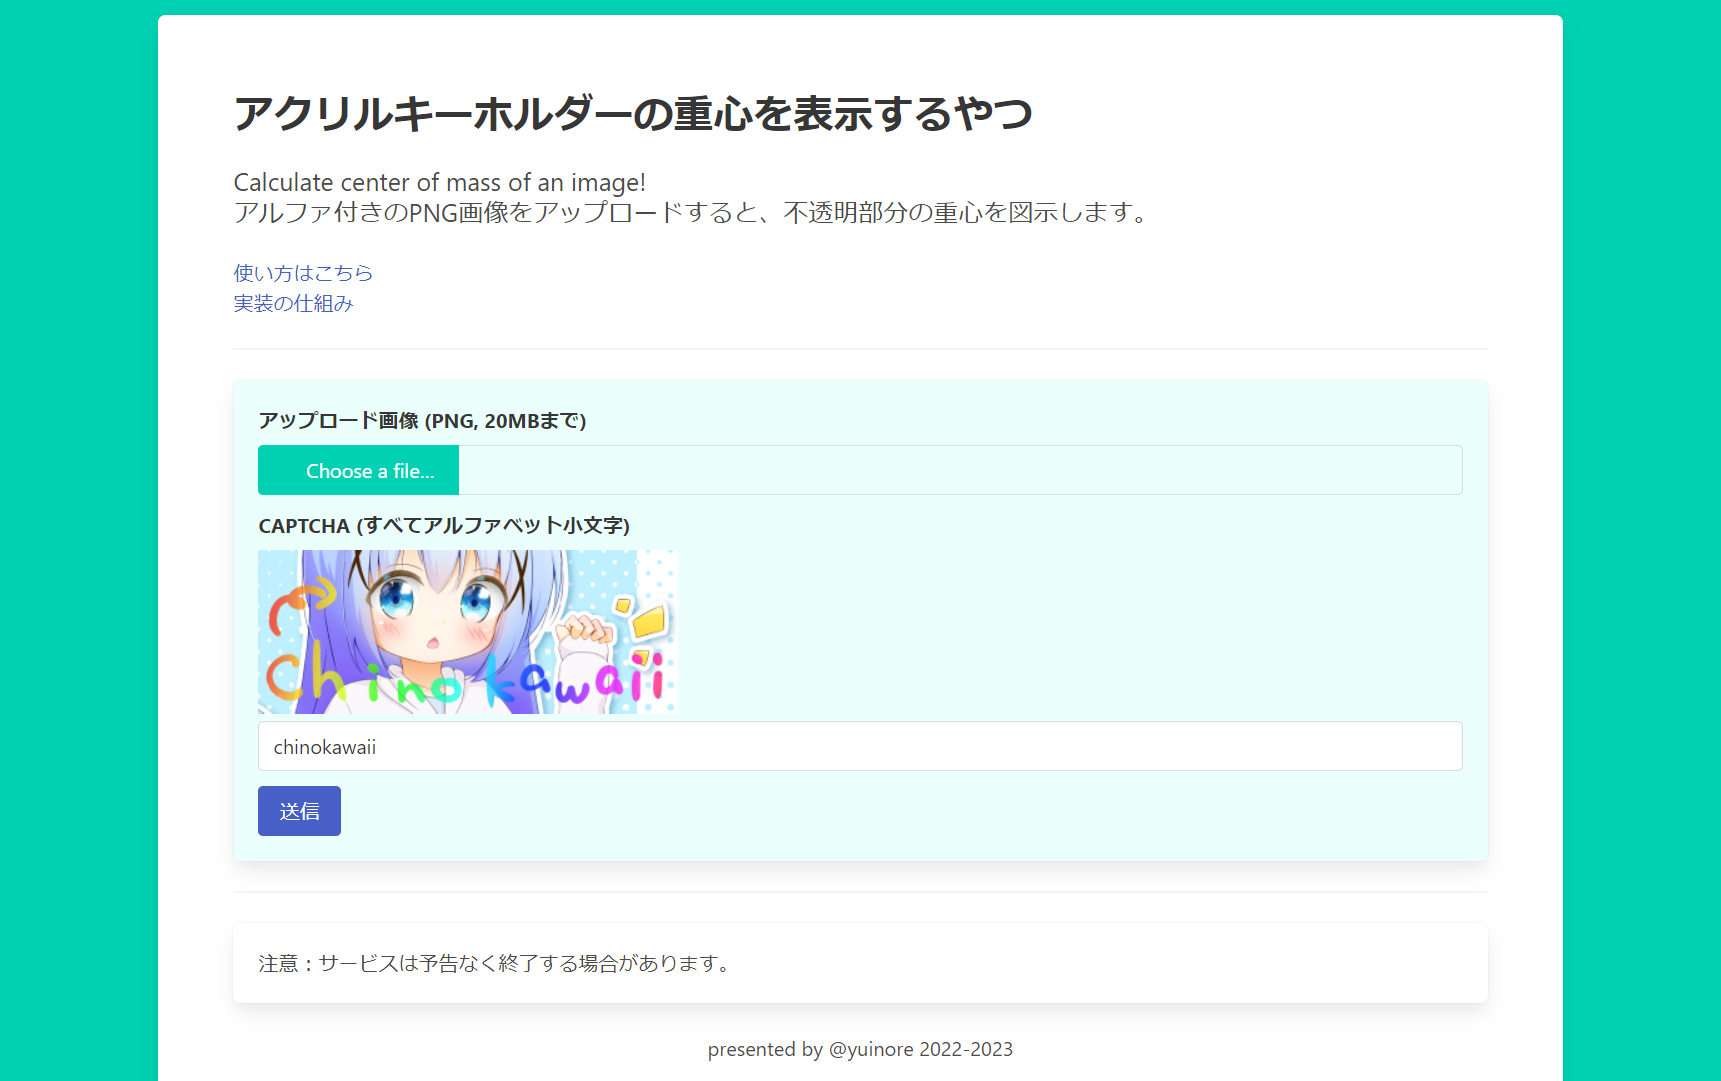 アクリルキーホルダーの重心を表示するやつ
Calculate center of mass of an image!
アルファ付きのPNG画像をアップロードすると、不透明部分の重心を図示します。
使い方はこちら
実装の仕組み
アップロード画像 (PNG, 20MBまで)
Choose a file...
CAPTCHA (すべてアルファベット小文字)
chino kawaii
chinokawaii
送信
注意：サービスは予告なく終了する場合があります。
presented by @yuinore 2022-2023